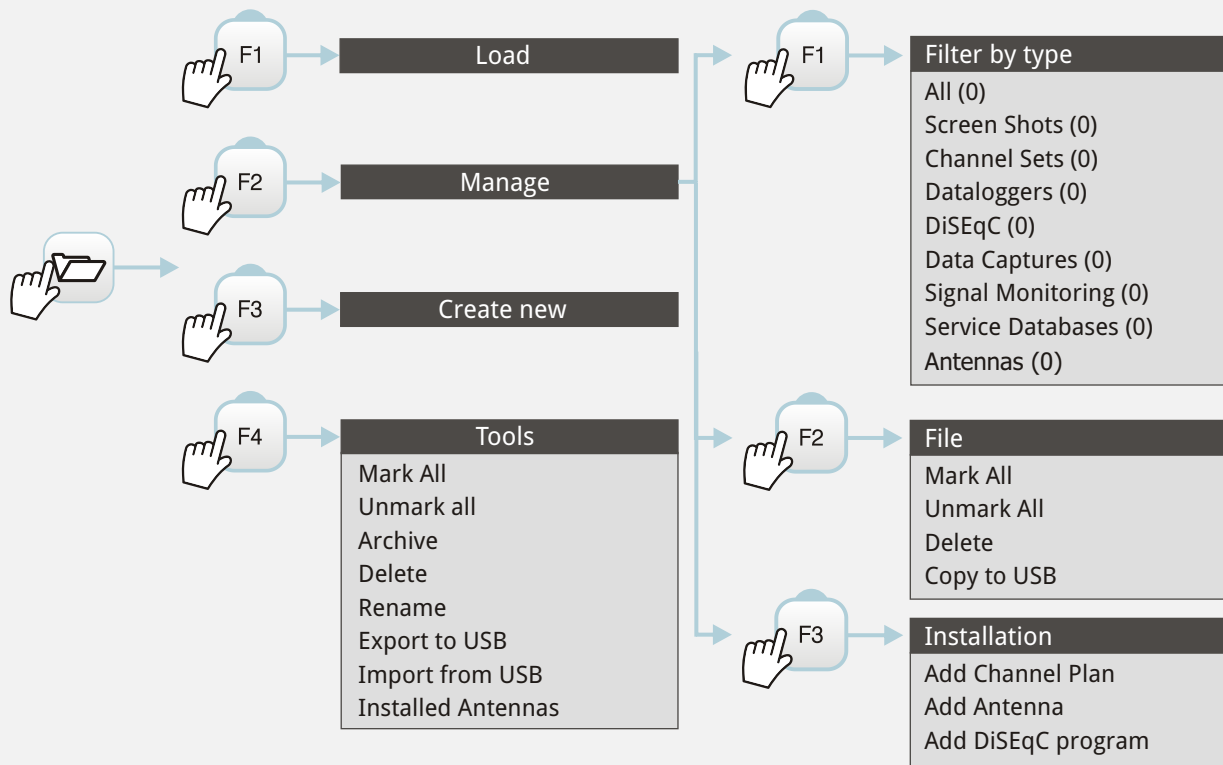 F1
Load
F2
Manage
F3
Create new
F4
Tools
Mark All
Unmark all
Archive
Delete
Rename
Export to USB
Import from USB
Installed Antennas
F1
Filter by type
All (0)
Screen Shots (0)
Channel Sets (0)
Dataloggers (0)
DiSEqC (0)
Data Captures (0)
Signal Monitoring (0)
Service Databases (0)
Antennas (0)
F2
File
Mark All
Unmark All
Delete
Copy to USB
F3
Installation
Add Channel Plan
Add Antenna
Add DiSEqC program